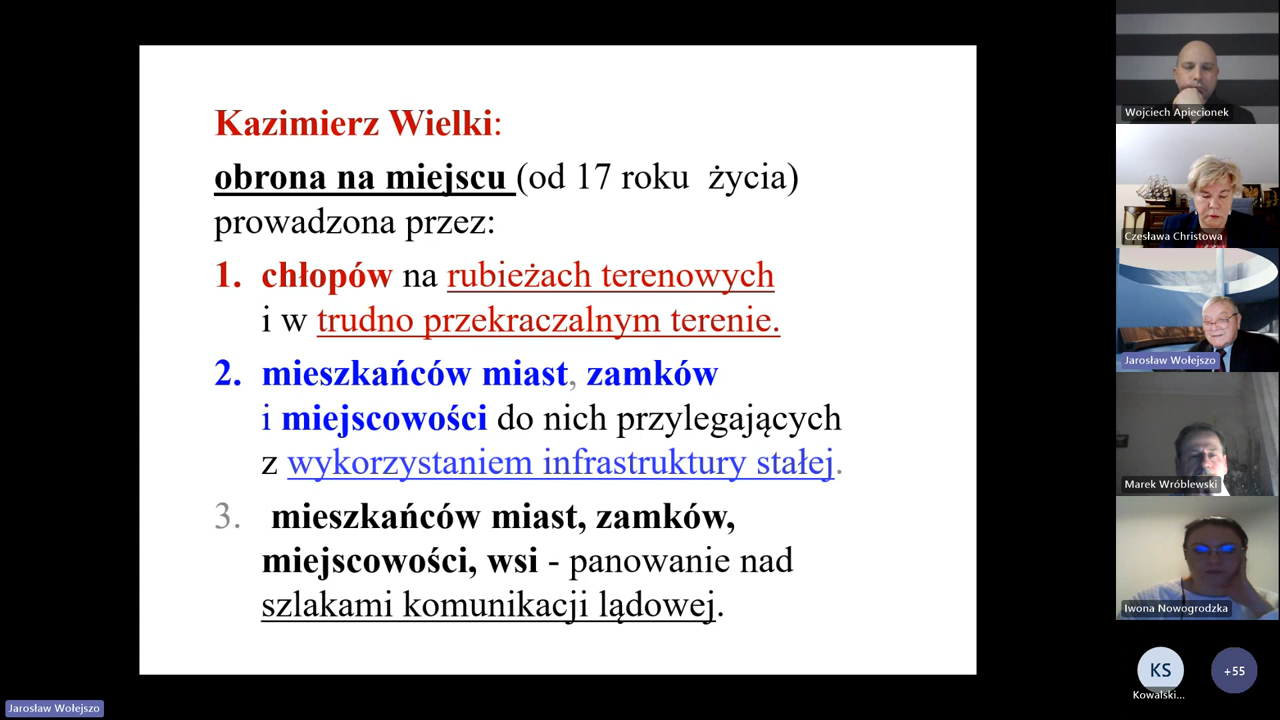 Kazimierz Wielki:
obrona na miejscu (od 17 roku życia)
prowadzona przez:
1. chłopów na rubieżach terenowych
i w trudno przekraczalnym terenie.
2. mieszkańców miast, zamków
i miejscowości do nich przylegających
z wykorzystaniem infrastruktury stałej.
3. mieszkańców miast, zamków,
miejscowości, wsi - panowanie nad
szlakami komunikacji lądowej.
Wojciech Apiecionek
Czesława Christowa
Jarosław Wołejszo
Marek Wróblewski
Iwona Nowogrodzka
KS
+55
Kowalski...
Jarosław Wołejszo